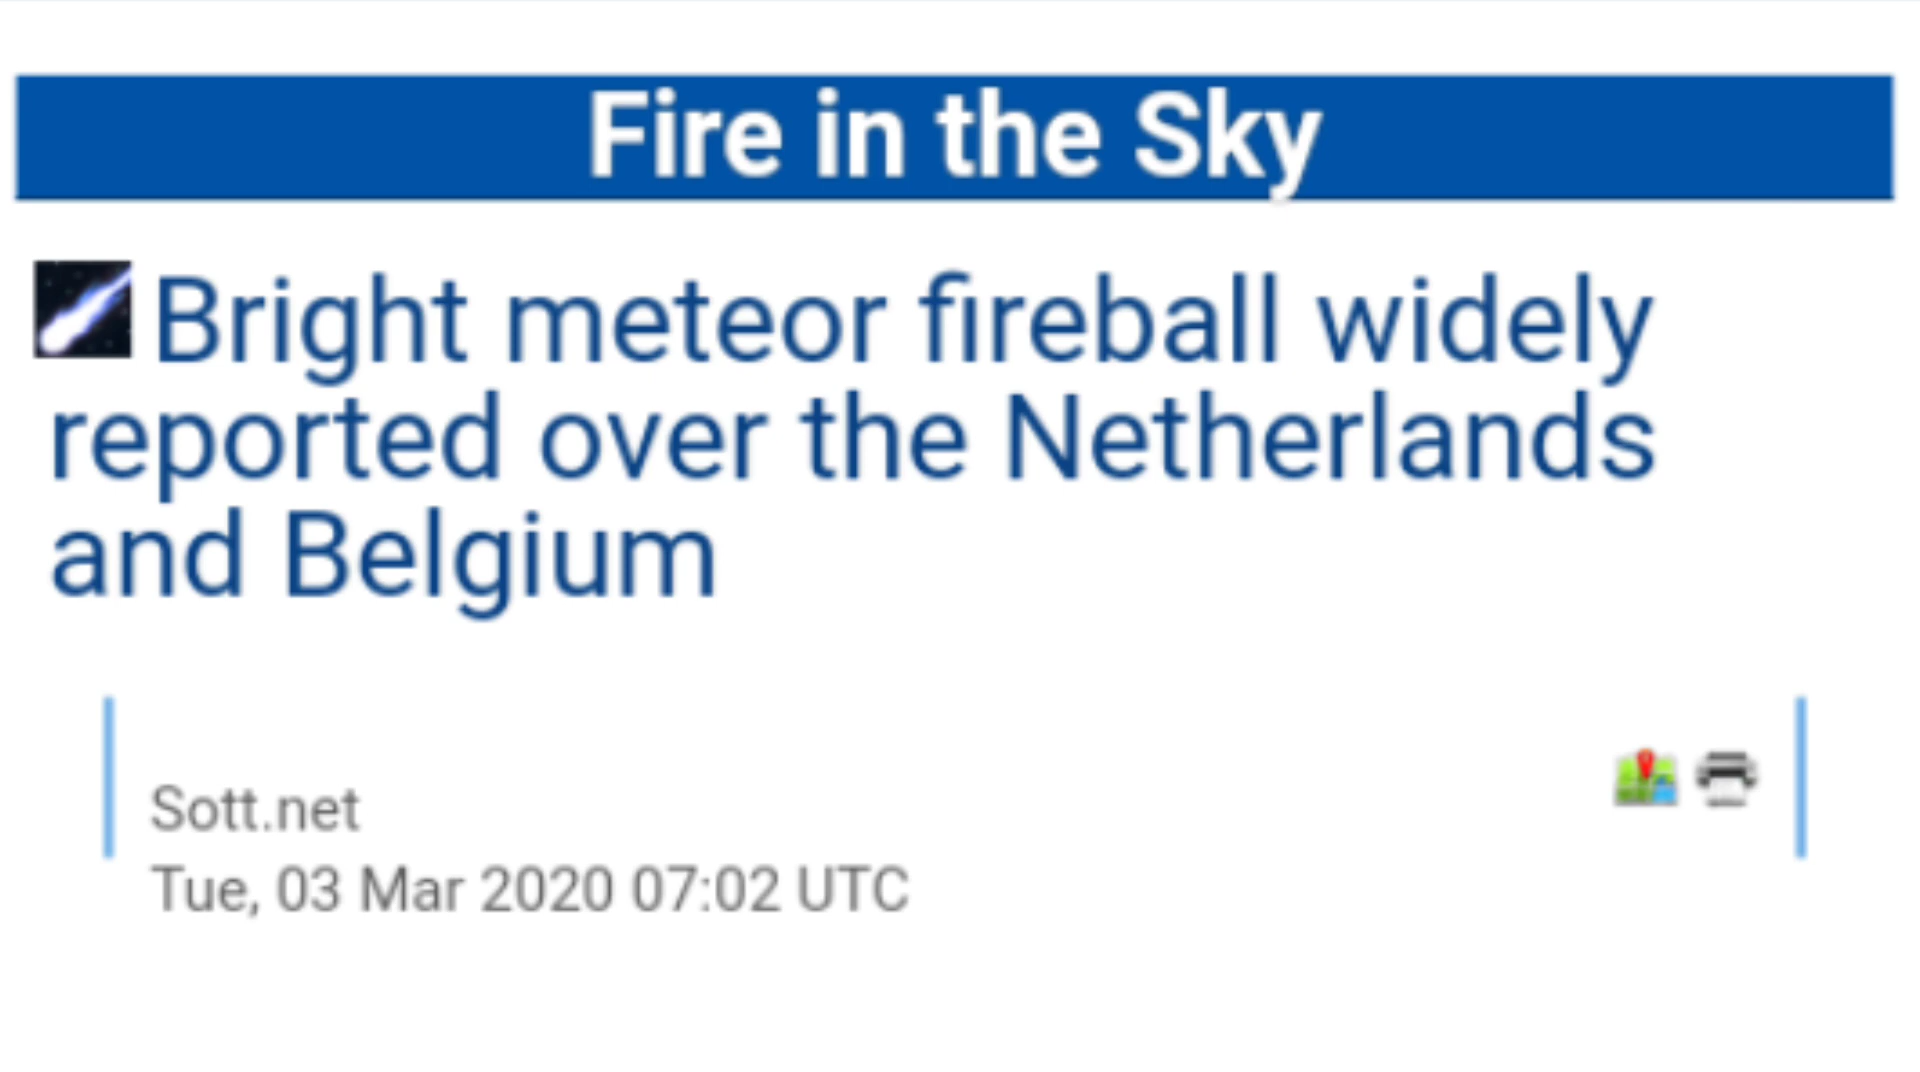 Fire in the Sky
Bright meteor fireball widely
reported over the Netherlands
and Belgium
Sott.net
Tue, 03 Mar 2020 07:02 UTC